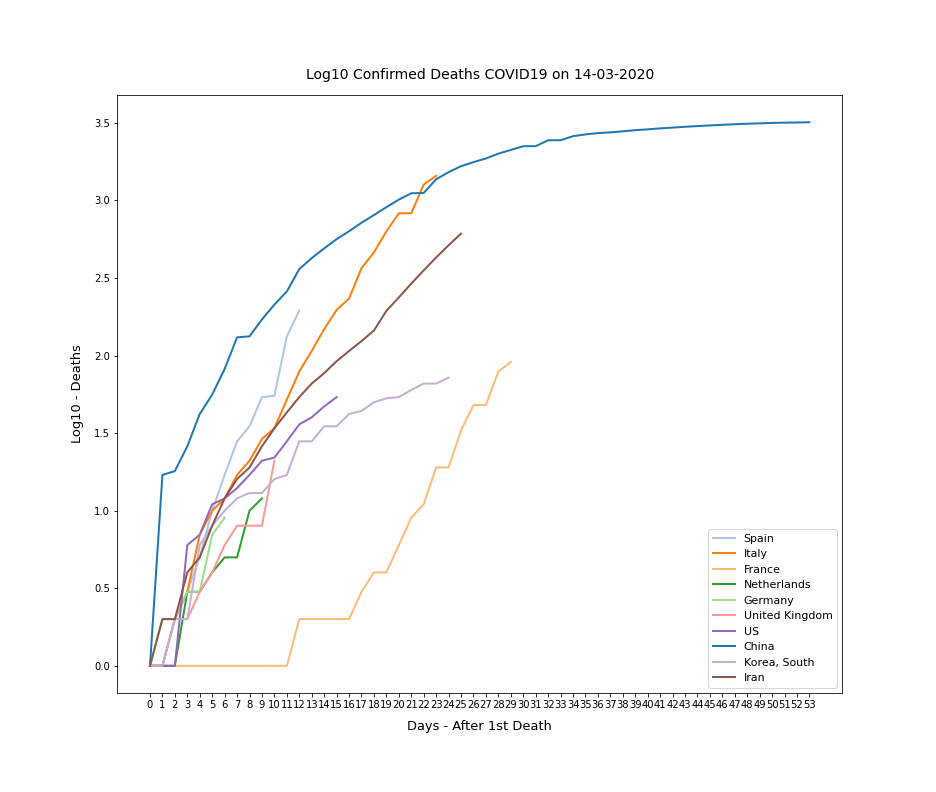 Log10 Confirmed Deaths COVID19 on 14-03-2020
3.5
3.0
2.5
2.0
1.5
1.0
0.5
0.0
Log10 - Deaths
Spain
Italy
France
Netherlands
Germany
United Kingdom
US
China
Korea, South
Iran
0 1 2 3 4 5 6 7 8 9 10 11 12 13 14 15 16 17 18 19 20 21 22 23 24 25 26 27 28 29 30 31 32 33 34 35 36 37 38 39 40 41 42 43 44 45 46 47 48 49 50 51 52 53
Days - After 1st Death